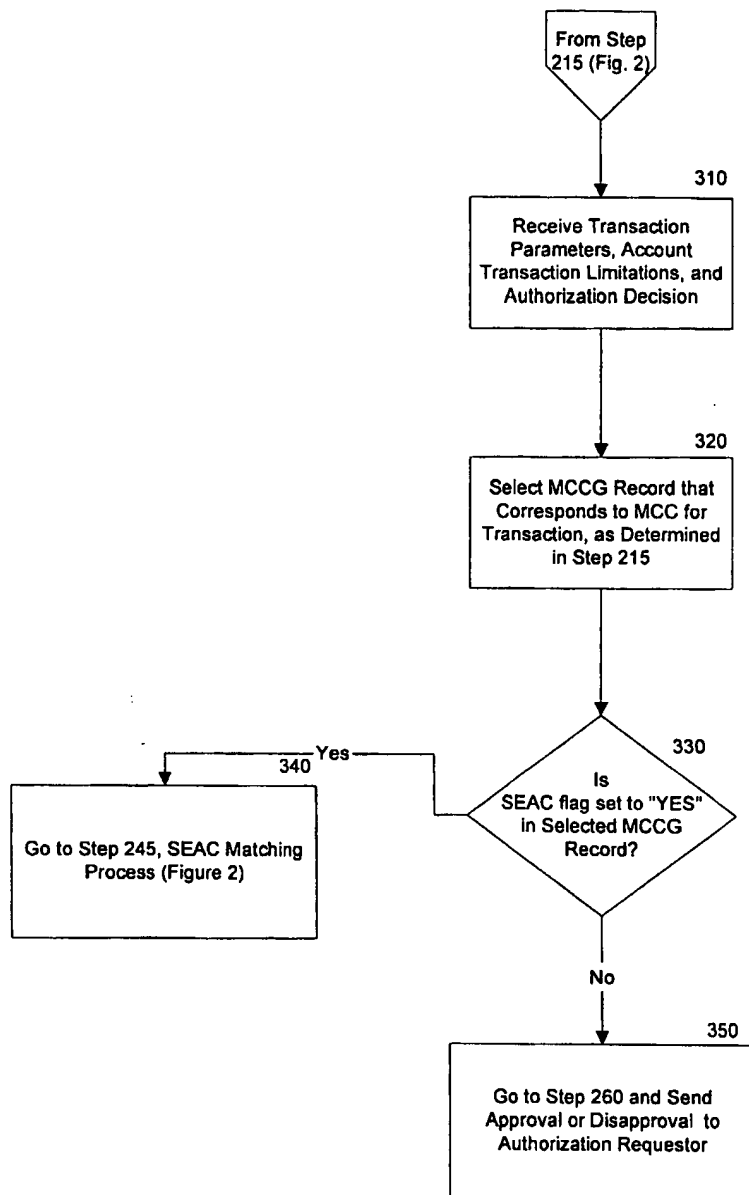 From Step
215 (Fig. 2)
310
Receive Transaction
Parameters, Account
Transaction Limitations, and
Authorization Decision
320
Select MCCG Record that
Corresponds to MCC for
Transaction, as Determined
in Step 215
330
Is
SEAC flag set to "YES"
in Selected MCCG
Record?
Yes
340
Go to Step 245, SEAC Matching
Process (Figure 2)
No
350
Go to Step 260 and Send
Approval or Disapproval to
Authorization Requestor